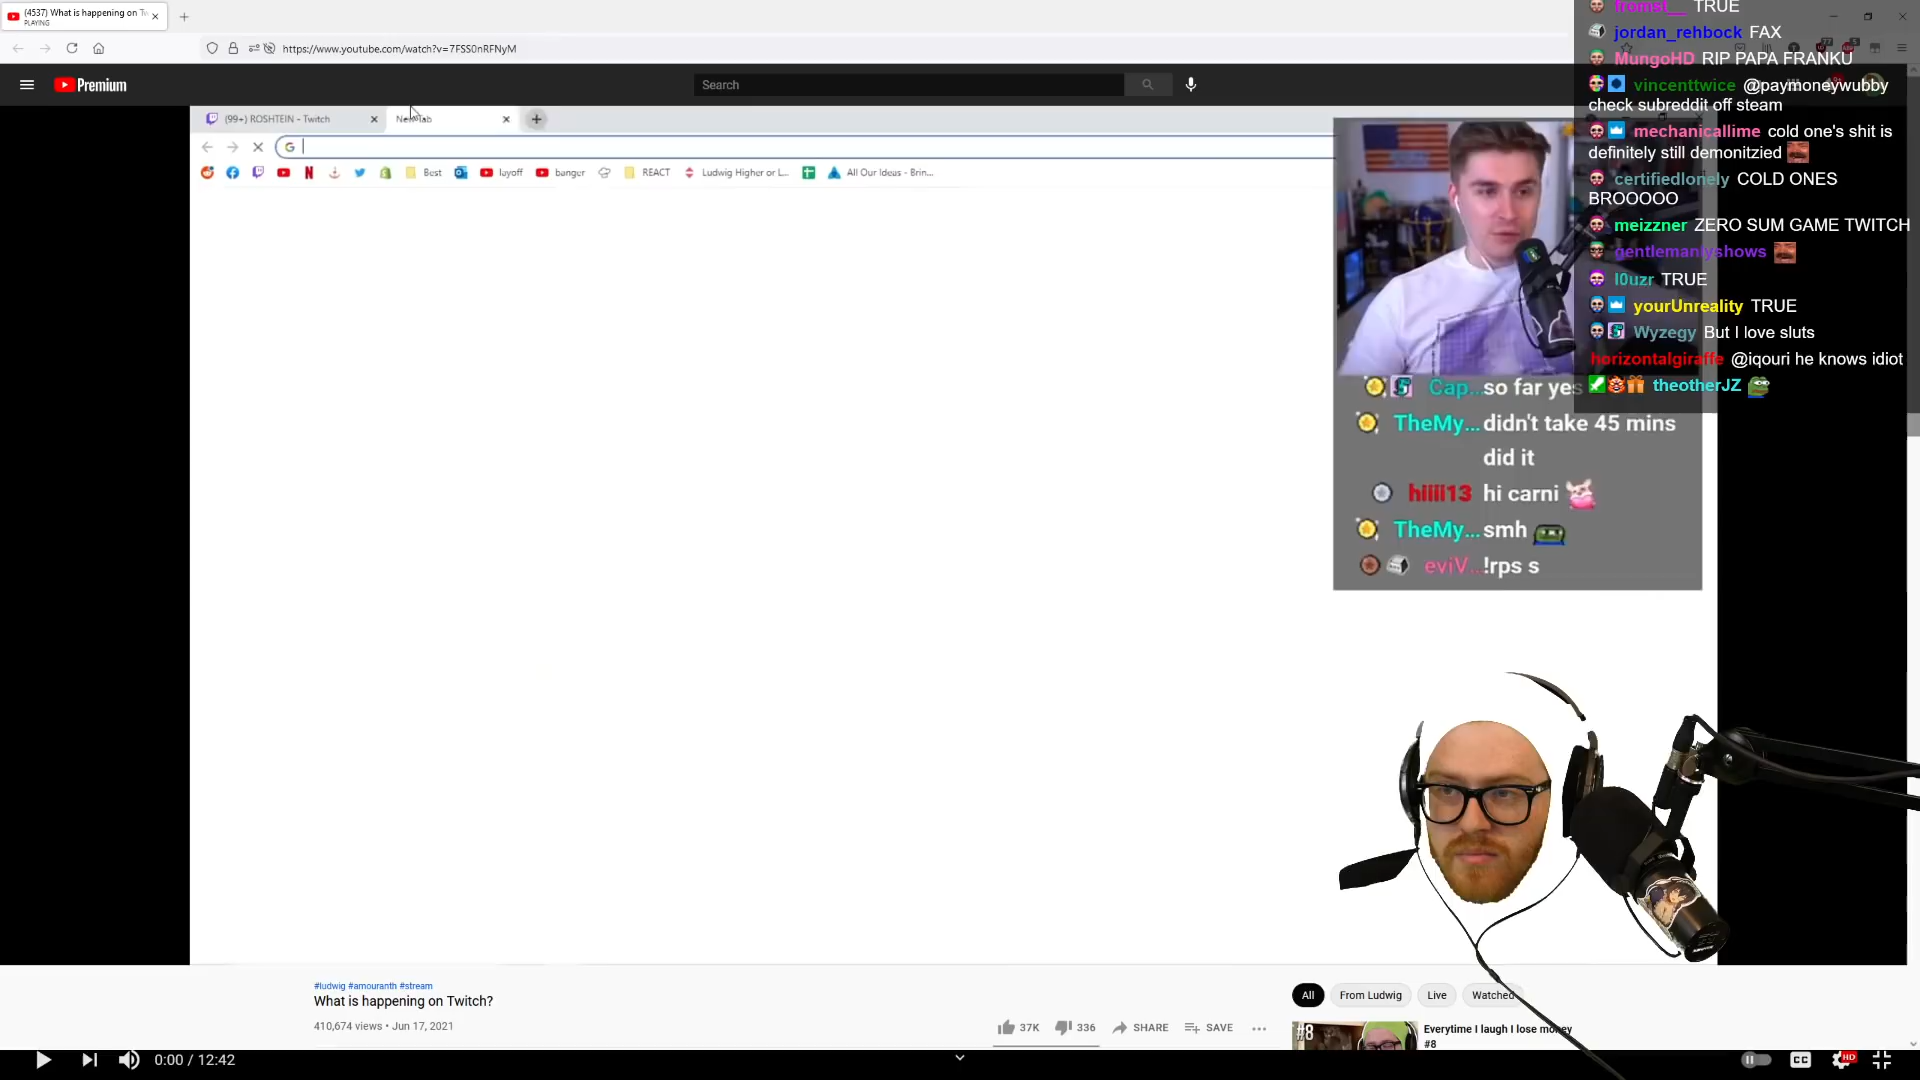 (4537) What is happening on Tw
PLAYING
https://www.youtube.com/watch?v=7FSS0nRFNyM
Premium
Search
(99+) ROSHTEIN - Twitch
New Tab
G
Best
layoff
banger
REACT
Ludwig Higher or L...
All Our Ideas - Brin...
TRUE
jordan_rehbock FAX
MungoHD RIP PAPA FRANKU
vincenttwice @paymoneywubby
check subreddit off steam
mechanicallime cold one's shit is
definitely still demonitzied
certifiedlonely COLD ONES
BROOOOO
meizzner ZERO SUM GAME TWITCH
gentlemanlyshows
l0uzr TRUE
yourUnreality TRUE
Wyzegy But I love sluts
horizontalgiraffe @iqouri he knows idiot
theotherJZ
Cap... so far yes
TheMy... didn't take 45 mins
did it
hiiii13 hi carni
TheMy... smh
eviV... !rps s
#ludwig #amouranth #stream
What is happening on Twitch?
410,674 views • Jun 17, 2021
37K
336
SHARE
SAVE
All
From Ludwig
Live
Watched
#8
Everytime I laugh I lose money
#8
0:00 / 12:42
CC
HD